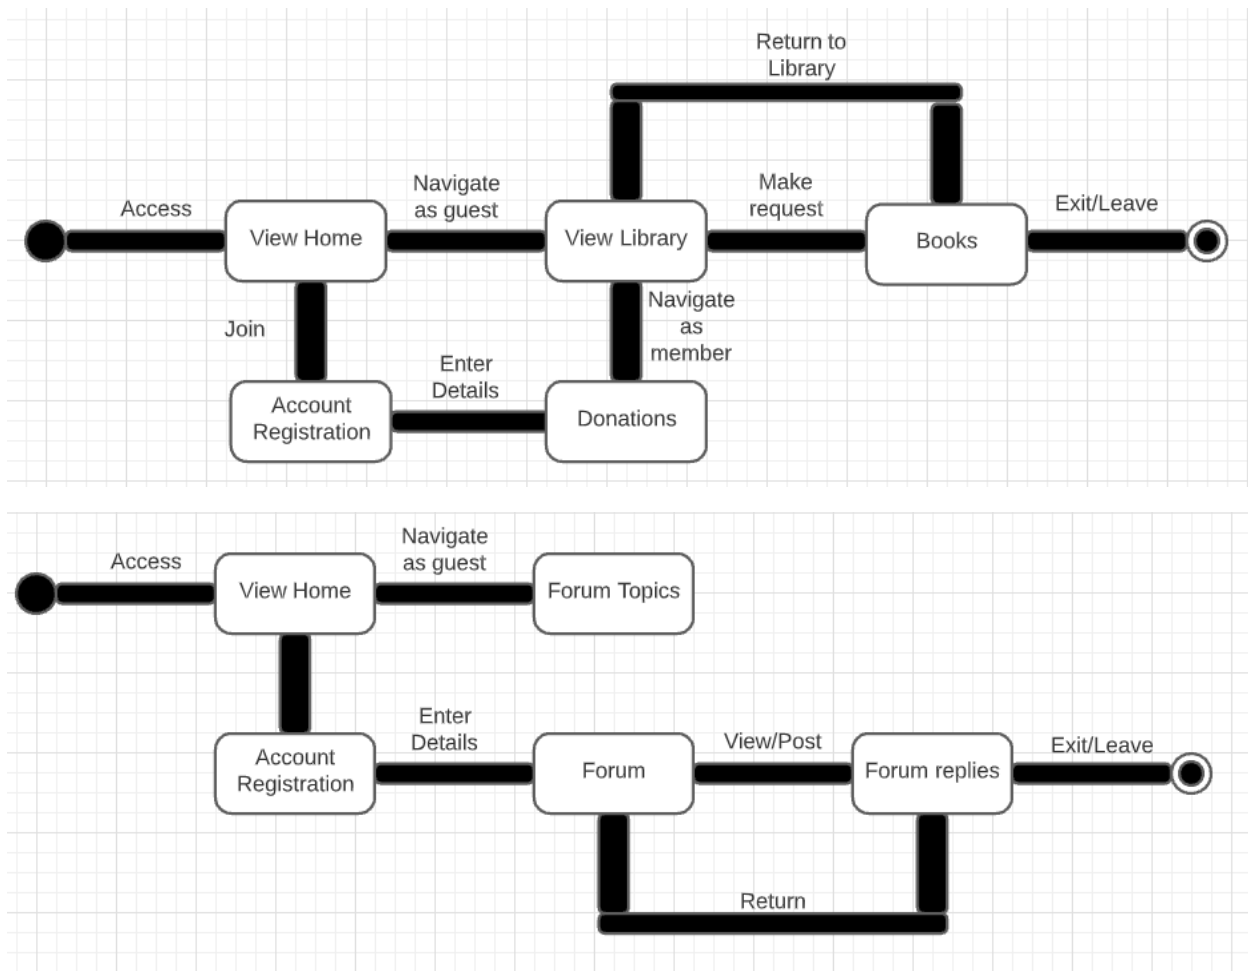 Return to
Library
Access
Navigate
as guest
Make
request
Exit/Leave
View Home
View Library
Books
Join
Navigate
as
member
Enter
Details
Account
Registration
Donations
Access
Navigate
as guest
View Home
Forum Topics
Enter
Details
View/Post
Exit/Leave
Account
Registration
Forum
Forum replies
Return